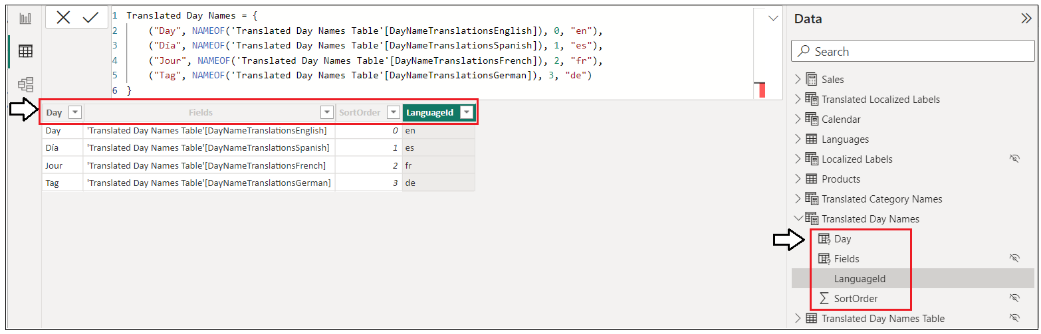 1 Translated Day Names = {
2 ("Day", NAMEOF('Translated Day Names Table'[DayNameTranslationsEnglish]), 0, "en"),
3 ("Día", NAMEOF('Translated Day Names Table'[DayNameTranslationsSpanish]), 1, "es"),
4 ("Jour", NAMEOF('Translated Day Names Table'[DayNameTranslationsFrench]), 2, "fr"),
5 ("Tag", NAMEOF('Translated Day Names Table'[DayNameTranslationsGerman]), 3, "de")
6 }
Day Fields SortOrder LanguageId
Day 'Translated Day Names Table'[DayNameTranslationsEnglish] 0 en
Día 'Translated Day Names Table'[DayNameTranslationsSpanish] 1 es
Jour 'Translated Day Names Table'[DayNameTranslationsFrench] 2 fr
Tag 'Translated Day Names Table'[DayNameTranslationsGerman] 3 de
Data
Search
Sales
Translated Localized Labels
Calendar
Languages
Localized Labels
Products
Translated Category Names
Translated Day Names
Day
Fields
LanguageId
SortOrder
Translated Day Names Table